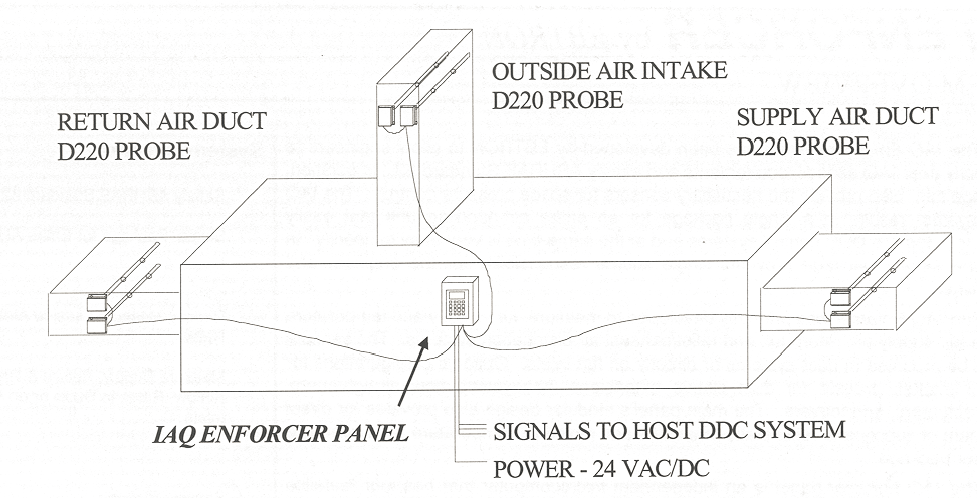 OUTSIDE AIR INTAKE
D220 PROBE
RETURN AIR DUCT
D220 PROBE
SUPPLY AIR DUCT
D220 PROBE
IAQ ENFORCER PANEL
SIGNALS TO HOST DDC SYSTEM
POWER - 24 VAC/DC